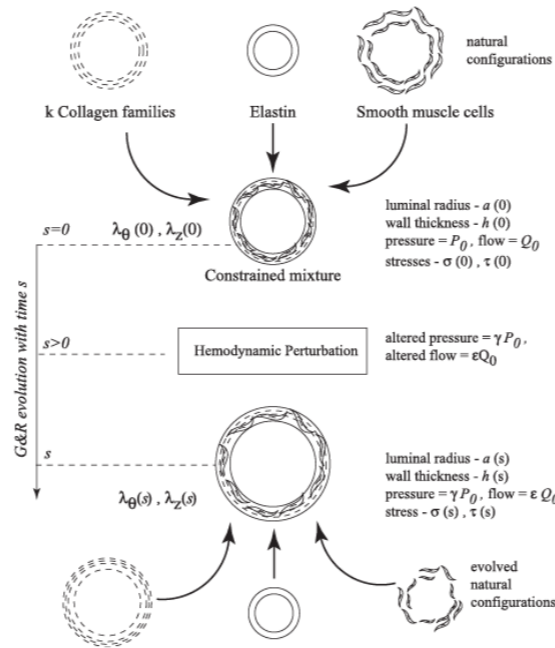 natural
configurations
k Collagen families
Elastin
Smooth muscle cells
s=0
λθ(0) , λz(0)
luminal radius - a (0)
wall thickness - h (0)
pressure = P0, flow = Q0
stresses - σ (0) , τ (0)
Constrained mixture
G&R evolution with time s
s>0
Hemodynamic Perturbation
altered pressure = γP0 ,
altered flow = εQ0
s
λθ(s) , λz(s)
luminal radius - a (s)
wall thickness - h (s)
pressure = γP0 , flow = ε Q0
stress - σ (s) , τ (s)
evolved
natural
configurations